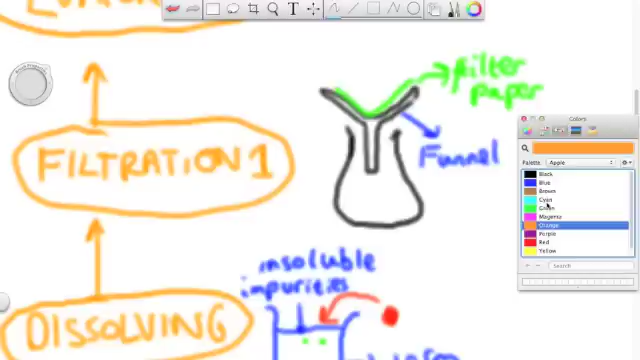 FILTRATION 1
filter
paper
Funnel
insoluble
impurities
DISSOLVING
Colors
Palette: Apple
Black
Blue
Brown
Cyan
Green
Magenta
Orange
Purple
Red
Yellow
Search